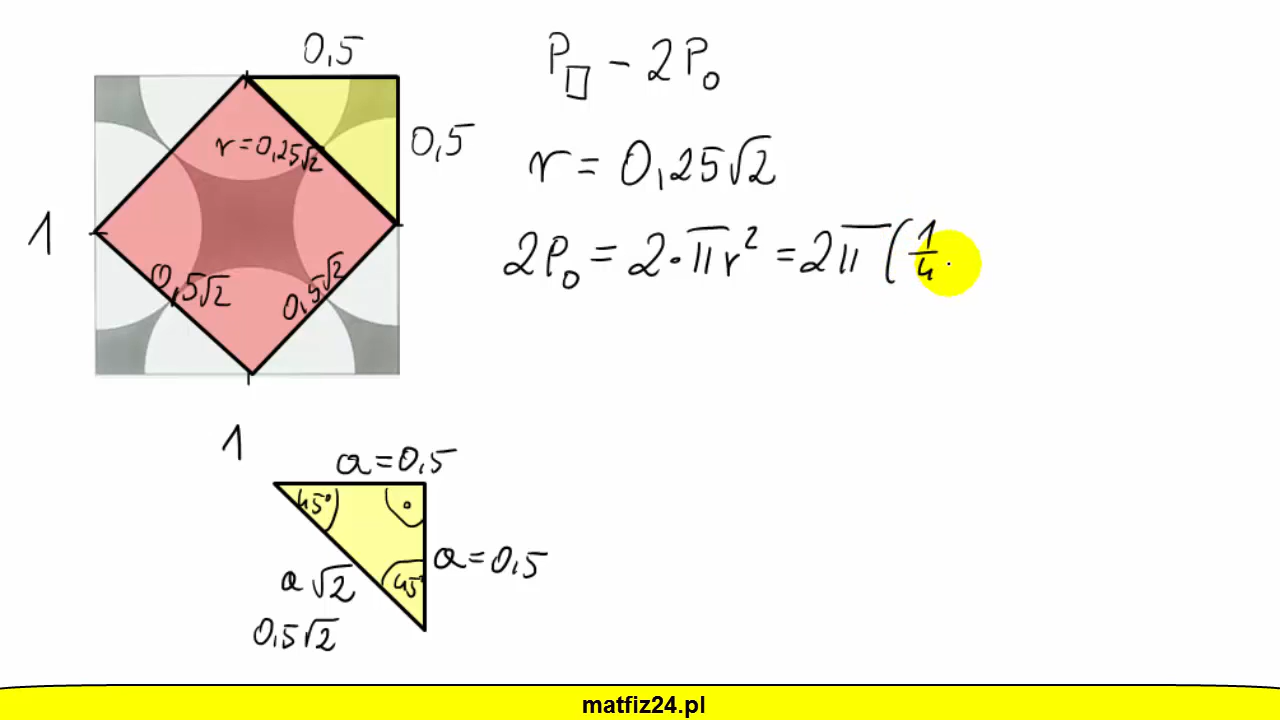 0,5
P□ - 2P₀
r=0,25√2
0,5
r = 0,25√2
1
0,5√2
0,5√2
2P₀ = 2·πr² = 2π(1/4 ·
1
a=0,5
45°
a=0,5
a√2
45°
0,5√2
matfiz24.pl